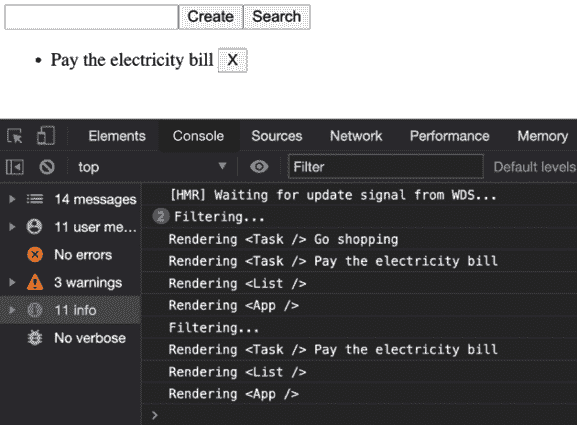 Create Search
• Pay the electricity bill X
Elements Console Sources Network Performance Memory
top ▼ Filter Default levels
14 messages
11 user me...
No errors
3 warnings
11 info
No verbose
[HMR] Waiting for update signal from WDS...
2 Filtering...
Rendering <Task /> Go shopping
Rendering <Task /> Pay the electricity bill
Rendering <List />
Rendering <App />
Filtering...
Rendering <Task /> Pay the electricity bill
Rendering <List />
Rendering <App />
>